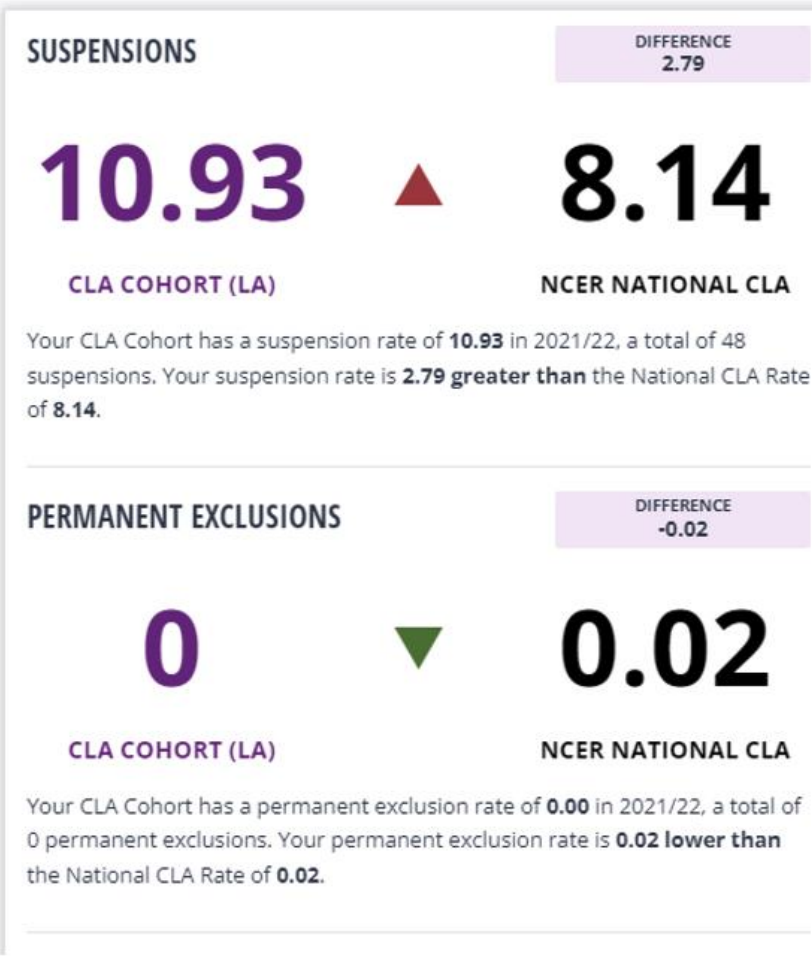 SUSPENSIONS
DIFFERENCE
2.79
10.93
8.14
CLA COHORT (LA)
NCER NATIONAL CLA
Your CLA Cohort has a suspension rate of 10.93 in 2021/22, a total of 48
suspensions. Your suspension rate is 2.79 greater than the National CLA Rate
of 8.14.
PERMANENT EXCLUSIONS
DIFFERENCE
-0.02
0
0.02
CLA COHORT (LA)
NCER NATIONAL CLA
Your CLA Cohort has a permanent exclusion rate of 0.00 in 2021/22, a total of
0 permanent exclusions. Your permanent exclusion rate is 0.02 lower than
the National CLA Rate of 0.02.